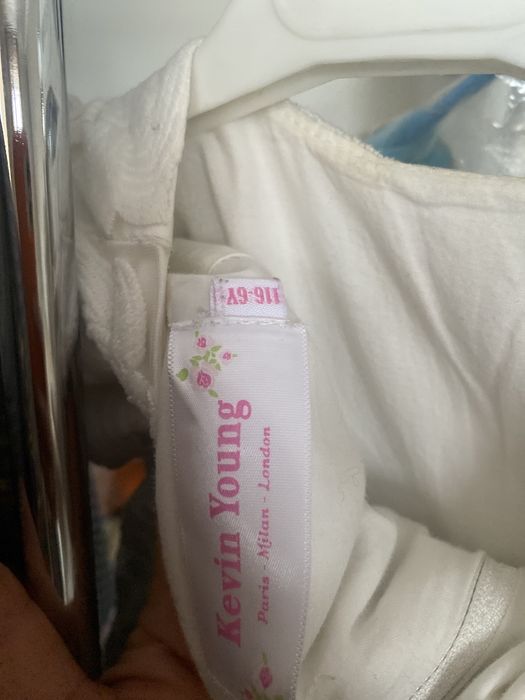 116-6Y
Kevin Young
Paris - Milan - London